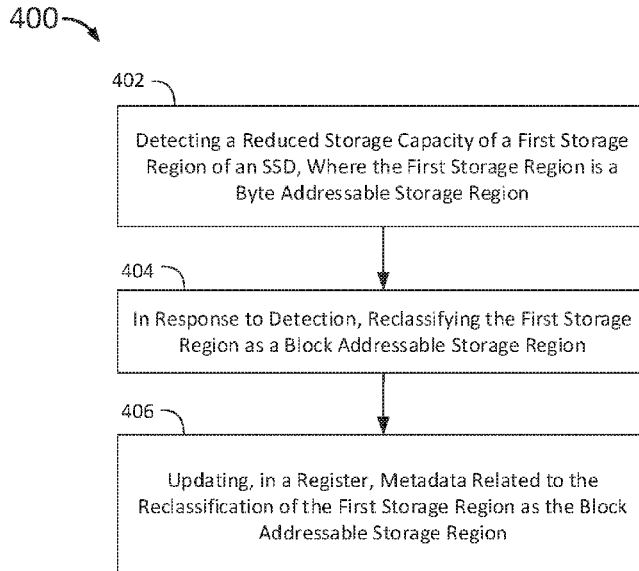 400
402
Detecting a Reduced Storage Capacity of a First Storage
Region of an SSD, Where the First Storage Region is a
Byte Addressable Storage Region
404
In Response to Detection, Reclassifying the First Storage
Region as a Block Addressable Storage Region
406
Updating, in a Register, Metadata Related to the
Reclassification of the First Storage Region as the Block
Addressable Storage Region